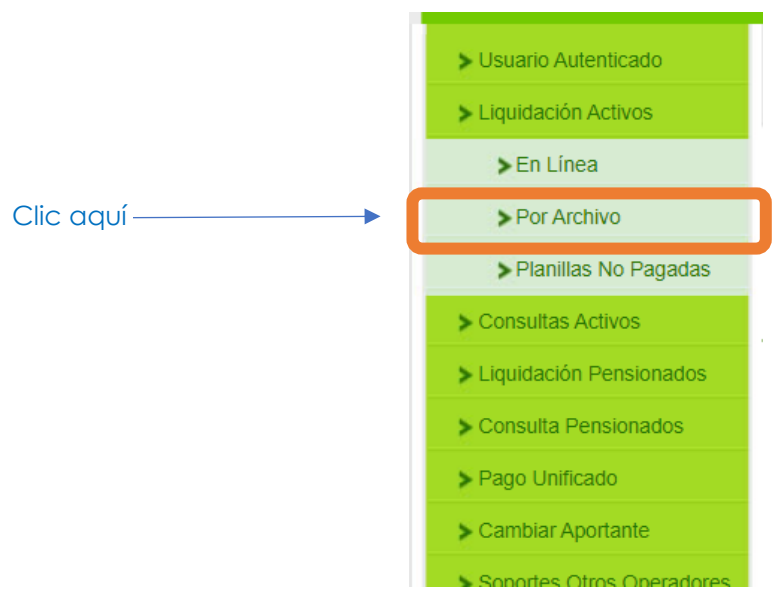 Usuario Autenticado
Liquidación Activos
En Línea
Clic aquí
Por Archivo
Planillas No Pagadas
Consultas Activos
Liquidación Pensionados
Consulta Pensionados
Pago Unificado
Cambiar Aportante
Soportes Otros Operadores